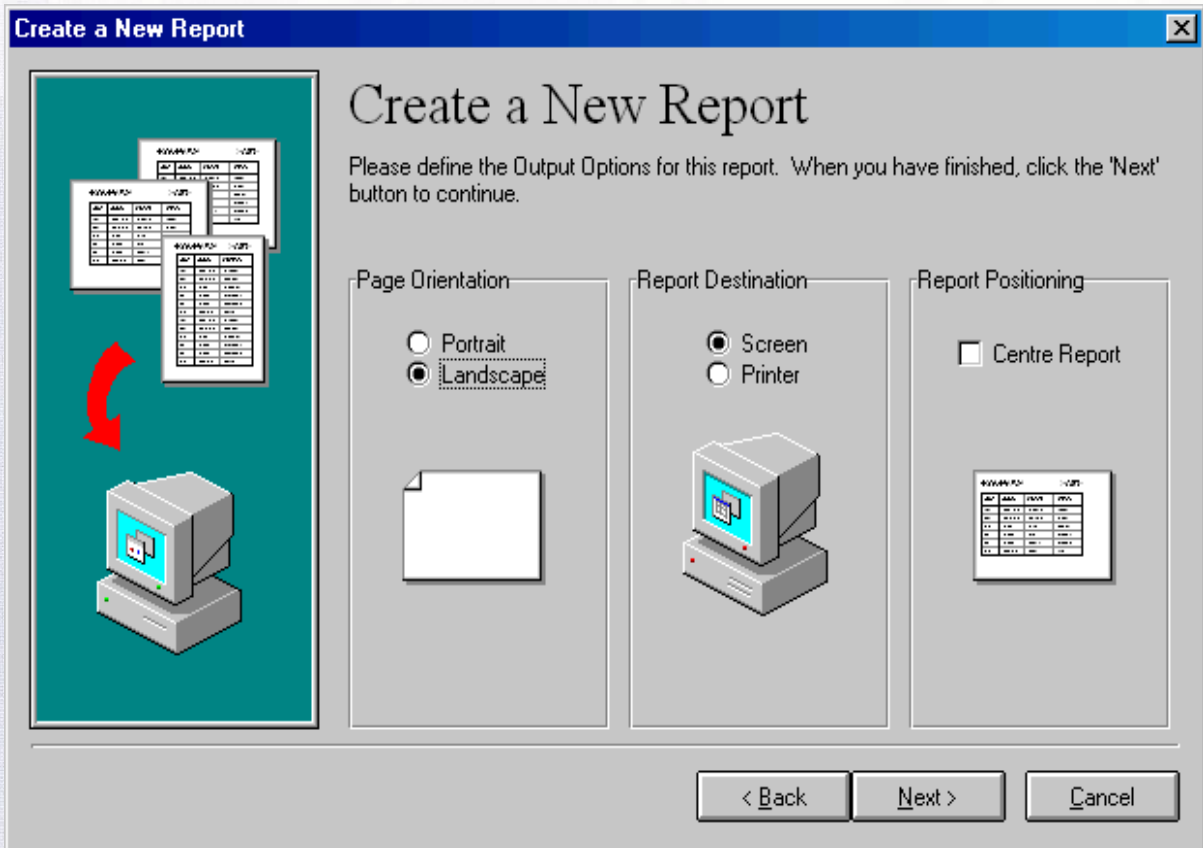 Create a New Report
Create a New Report
Please define the Output Options for this report.  When you have finished, click the 'Next'
button to continue.
Page Orientation
Portrait
Landscape
Report Destination
Screen
Printer
Report Positioning
Centre Report
< Back
Next >
Cancel